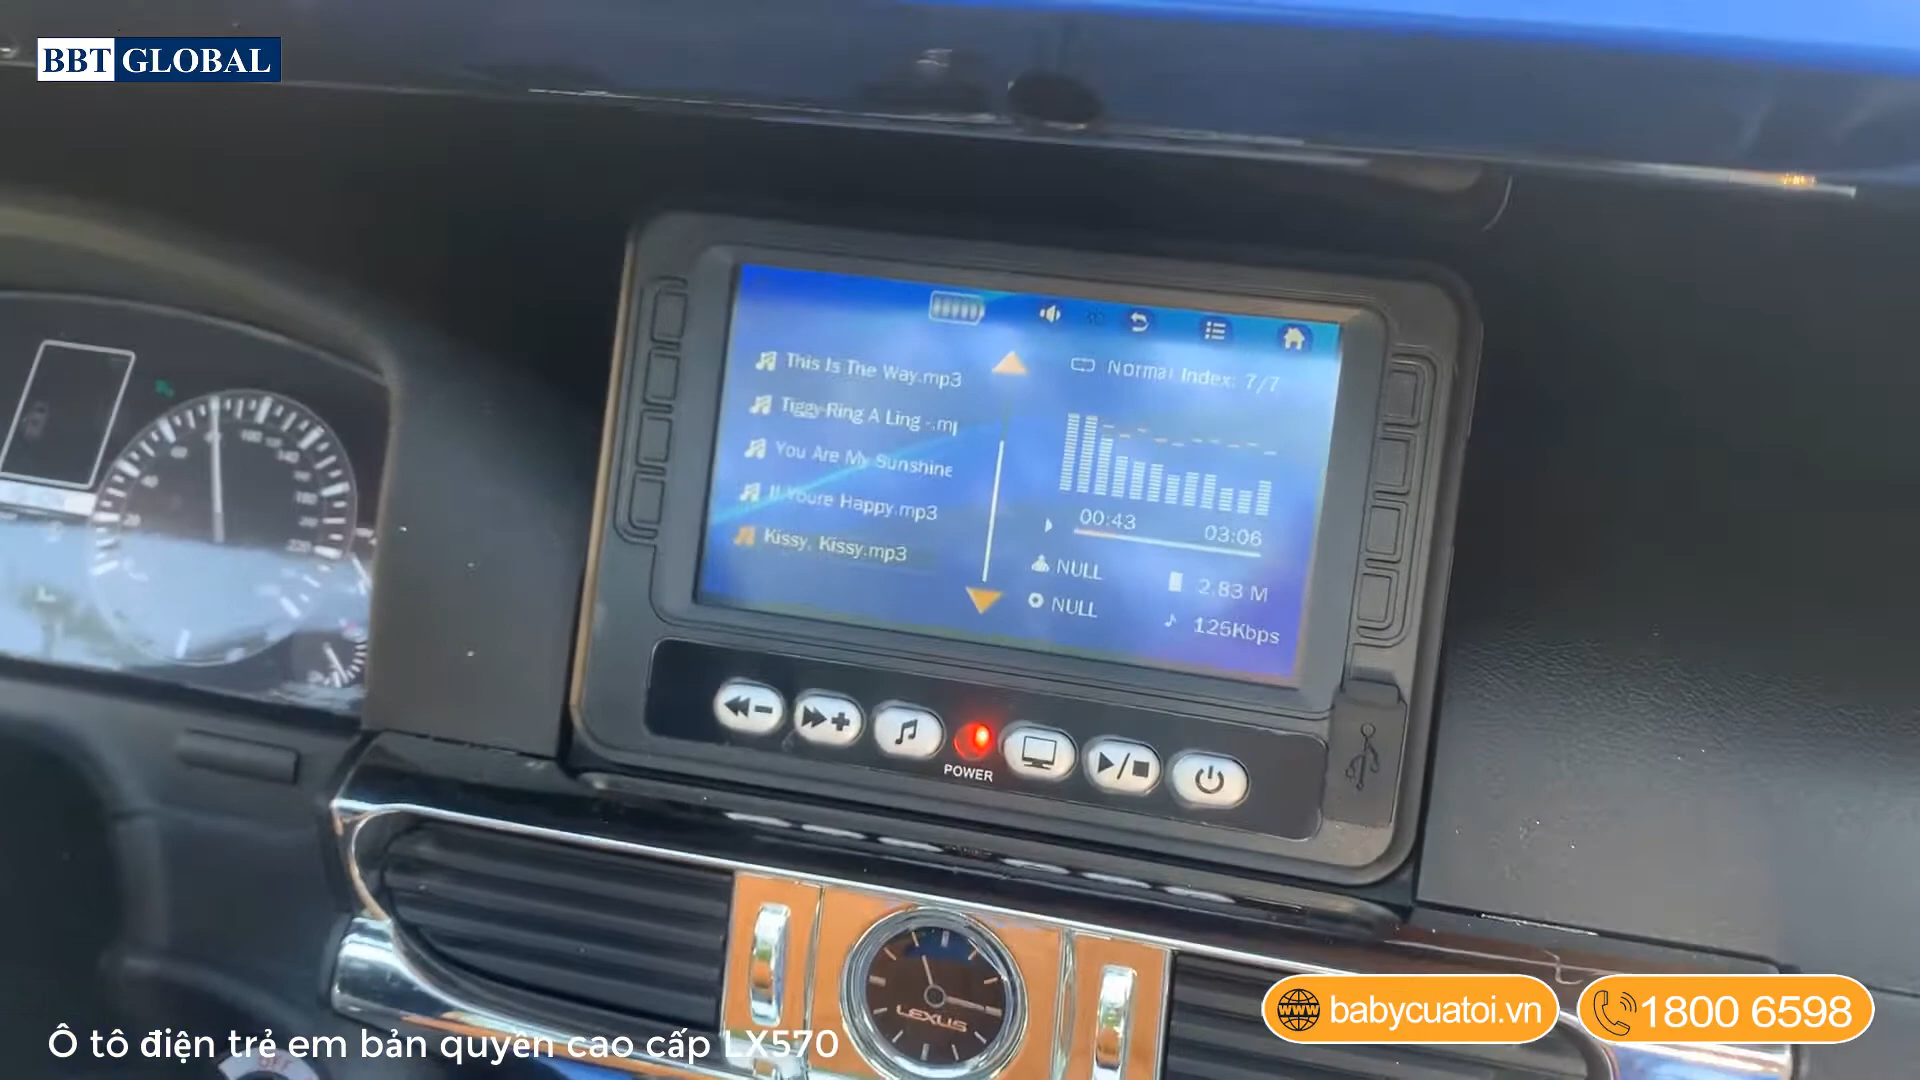 BBT GLOBAL
This Is The Way.mp3
Tiggy Ring A Ling -.mp
You Are My Sunshine
If Youre Happy.mp3
Kissy, Kissy.mp3
Normal Index: 7/7
00:43 03:06
NULL 2.83 M
NULL 125Kbps
POWER
LEXUS
OFF
babycuatoi.vn
1800 6598
Ô tô điện trẻ em bản quyền cao cấp LX570